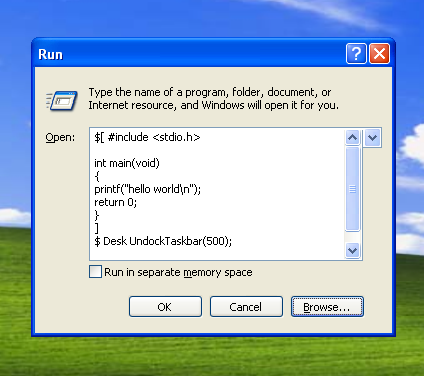 Run
Type the name of a program, folder, document, or
Internet resource, and Windows will open it for you.
Open:
$[ #include <stdio.h>
int main(void)
{
printf("hello world\n");
return 0;
}
]
$ Desk UndockTaskbar(500);
Run in separate memory space
OK
Cancel
Browse...